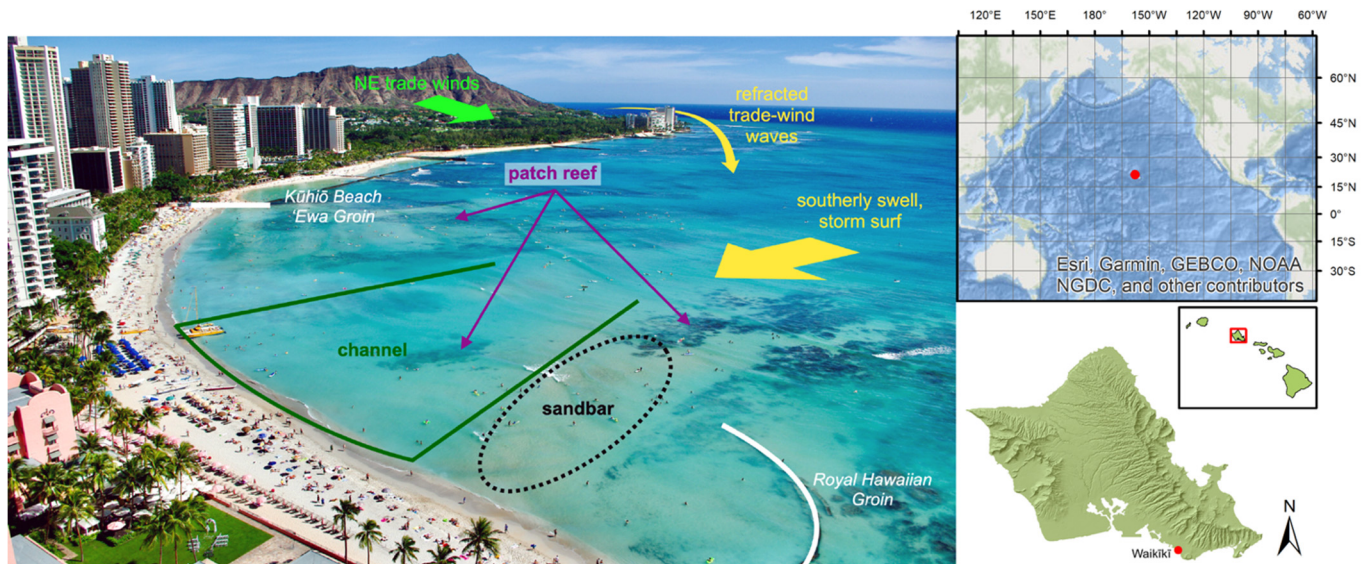 NE trade winds
refracted
trade-wind
waves
patch reef
Kūhiō Beach
ʻEwa Groin
southerly swell,
storm surf
channel
sandbar
Royal Hawaiian
Groin
120°E 150°E 180° 150°W 120°W 90°W 60°W
60°N
45°N
30°N
15°N
0°
15°S
30°S
Esri, Garmin, GEBCO, NOAA
NGDC, and other contributors
N
Waikīkī